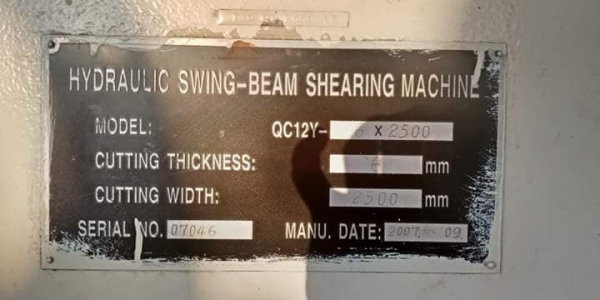 HYDRAULIC SWING-BEAM SHEARING MACHINE
MODEL: QC12Y- 6 X 2500
CUTTING THICKNESS: 6 mm
CUTTING WIDTH: 2500 mm
SERIAL NO. 07046 MANU. DATE: 2007. 09.